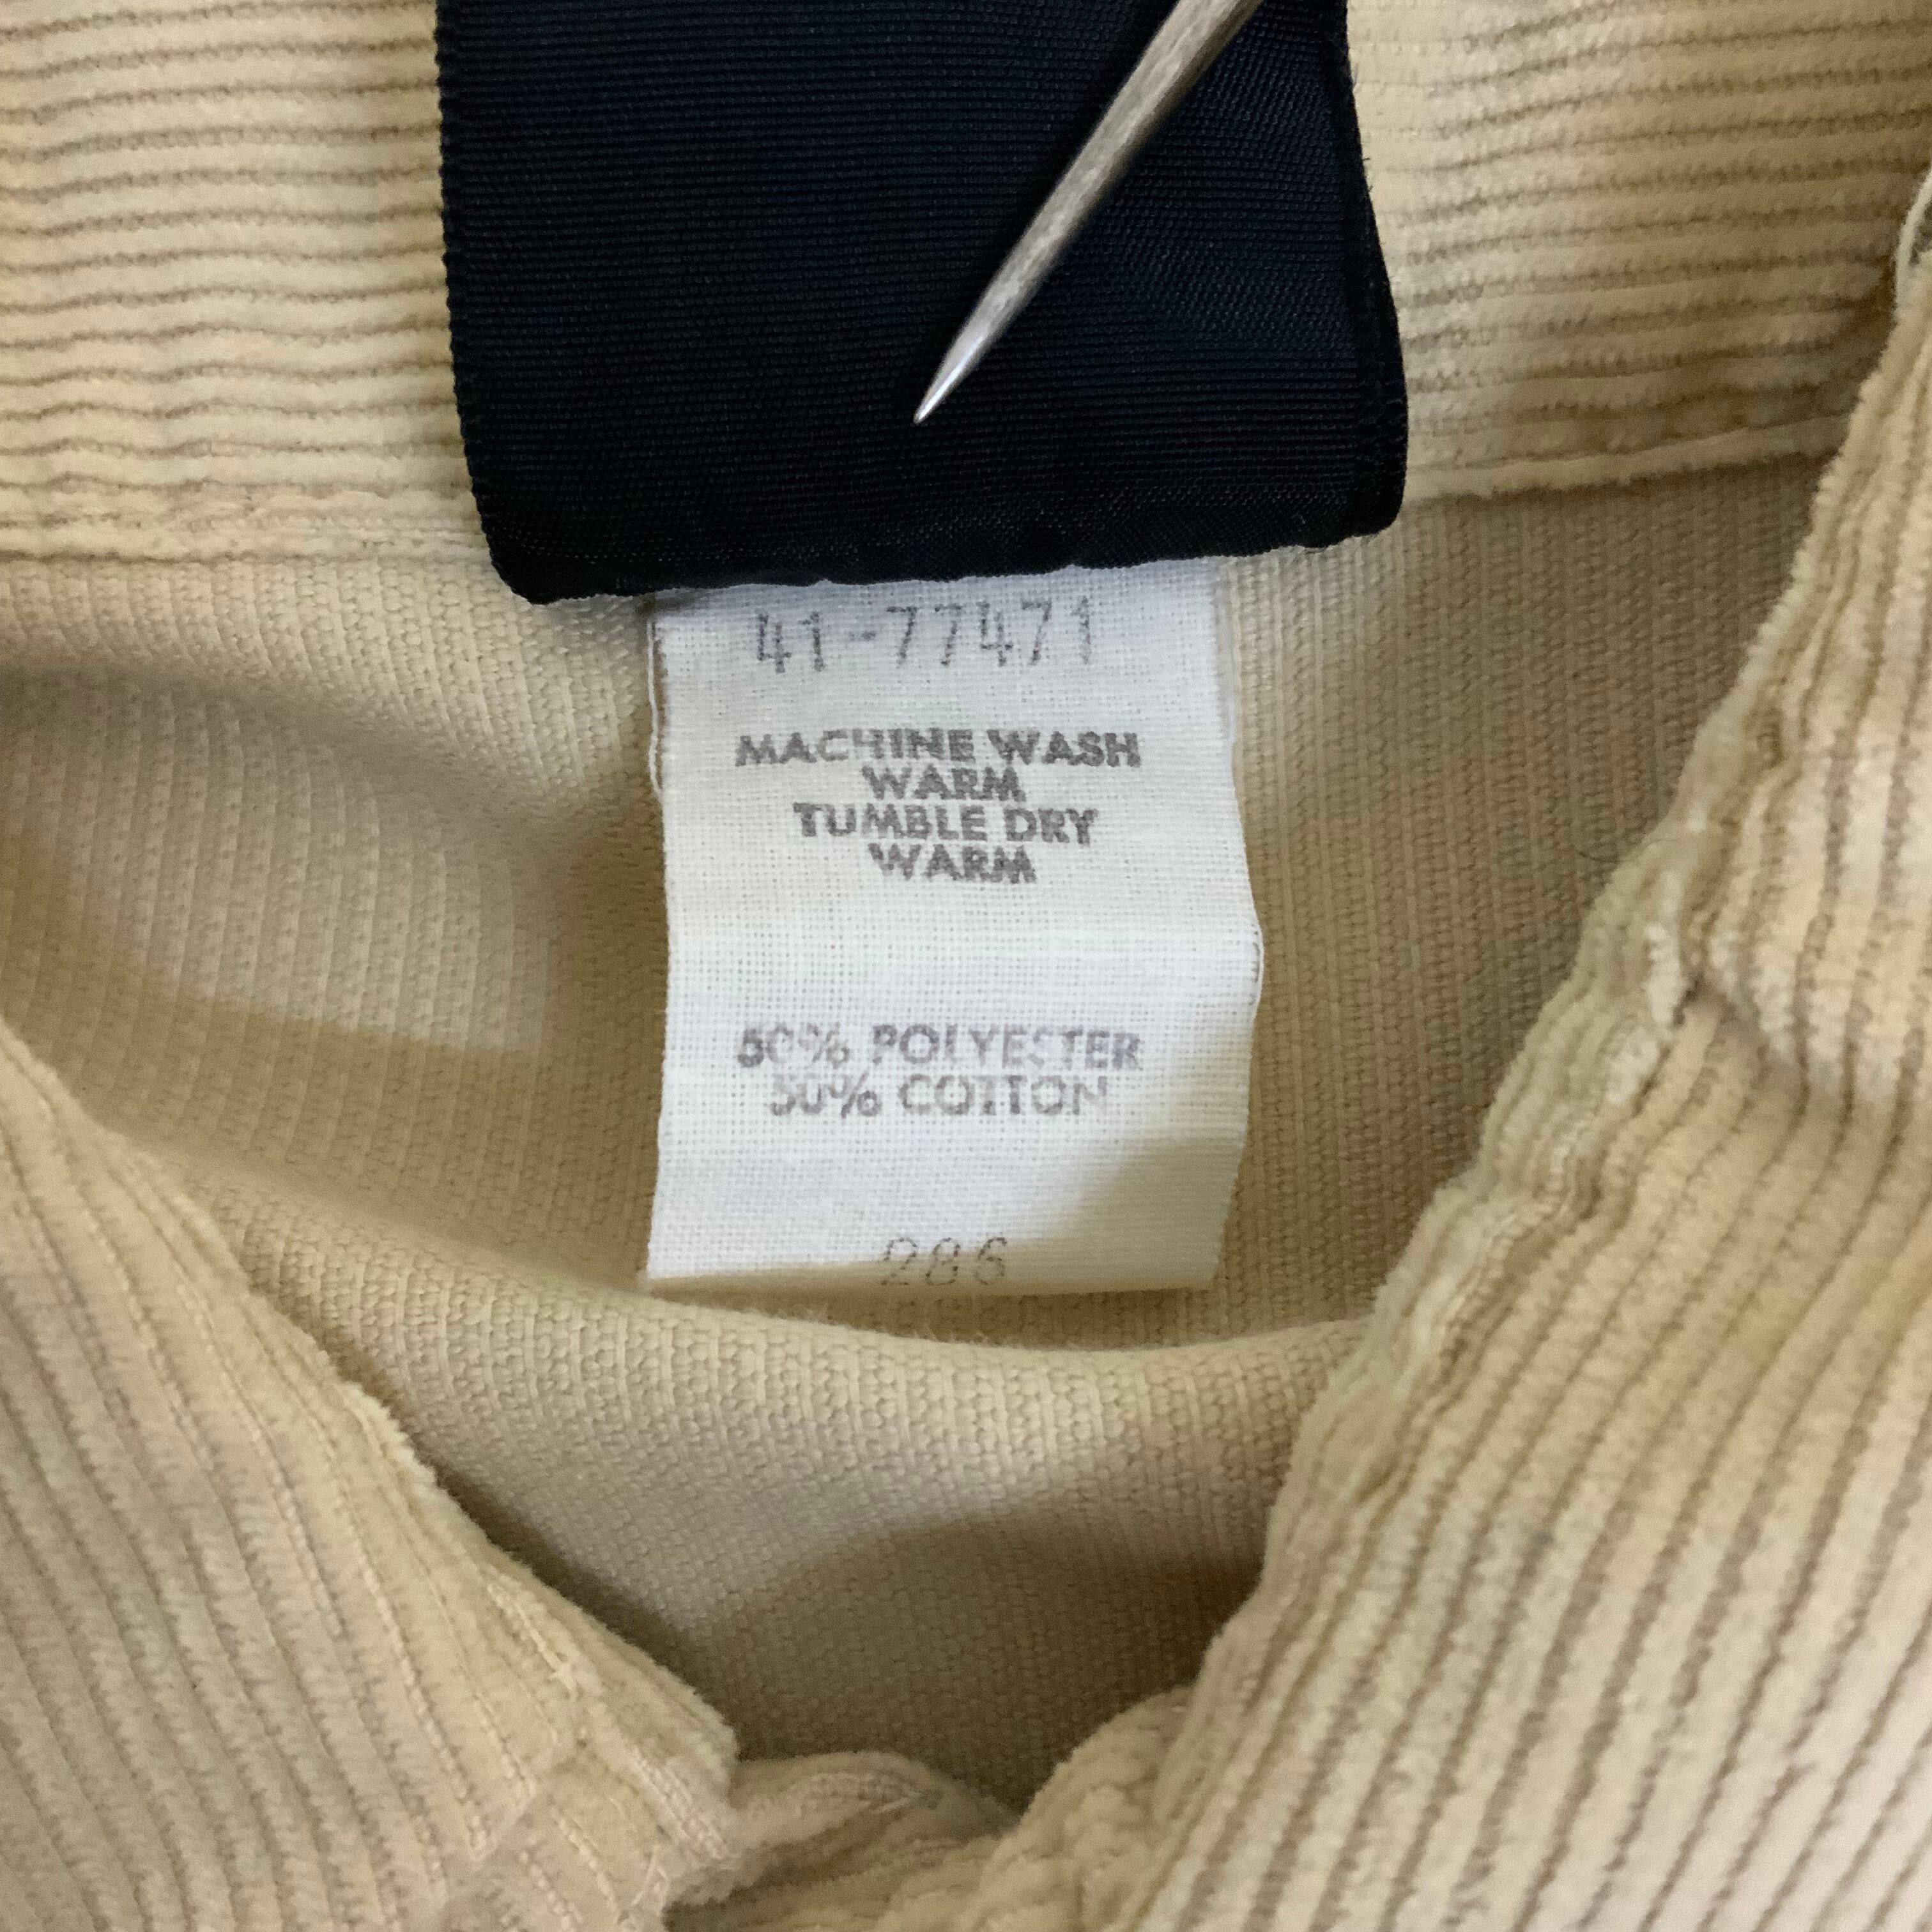 41-77471
MACHINE WASH
WARM
TUMBLE DRY
WARM
50% POLYESTER
50% COTTON
286